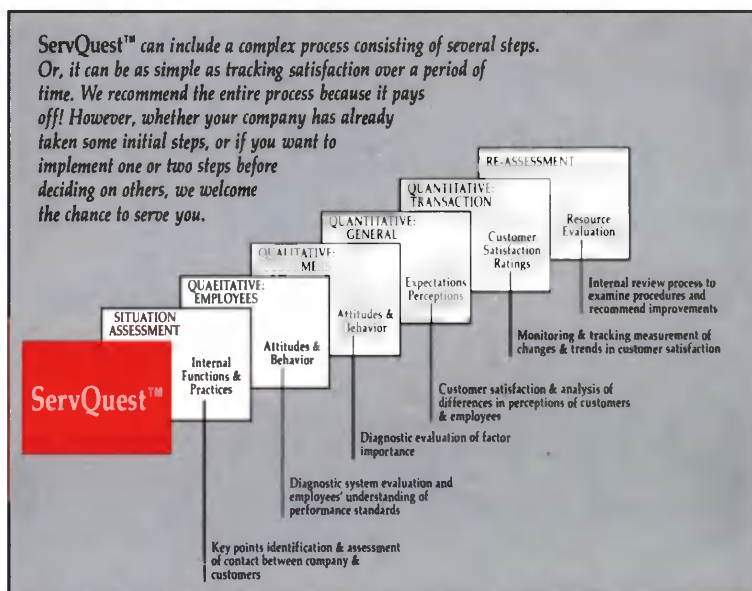 ServQuest™ can include a complex process consisting of several steps.
Or, it can be as simple as tracking satisfaction over a period of
time. We recommend the entire process because it pays
off! However, whether your company has already
taken some initial steps, or if you want to
implement one or two steps before
deciding on others, we welcome
the chance to serve you.
RE-ASSESSMENT
Resource
Evaluation
Internal review process to
examine procedures and
recommend improvements
QUANTITATIVE:
TRANSACTION
Customer
Satisfaction
Ratings
Monitoring & tracking measurement of
changes & trends in customer satisfaction
QUANTITATIVE:
GENERAL
Expectations
Perceptions
Customer satisfaction & analysis of
differences in perceptions of customers
& employees
QUALITATIVE:
Attitudes &
Behavior
Diagnostic evaluation of factor
importance
QUALITATIVE:
EMPLOYEES
Attitudes &
Behavior
Diagnostic system evaluation and
employees' understanding of
performance standards
SITUATION
ASSESSMENT
Internal
Functions &
Practices
Key points identification & assessment
of contact between company &
customers
ServQuest™